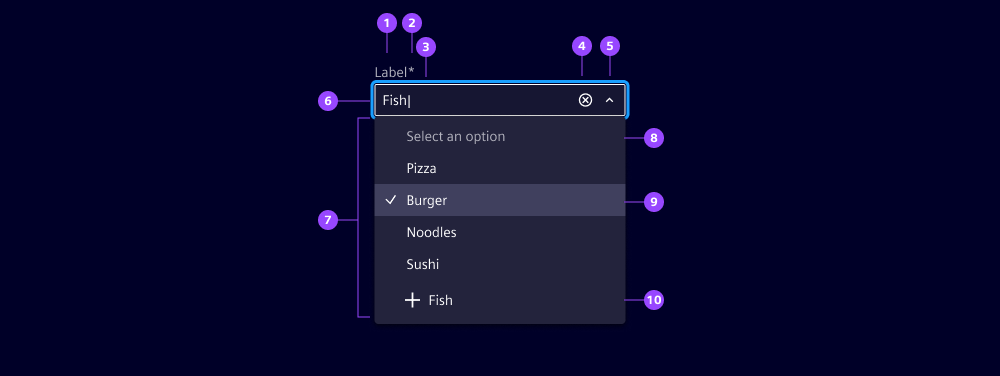 1 2
3 4 5
Label*
6 Fish
Select an option 8
Pizza
Burger 9
7
Noodles
Sushi
Fish 10